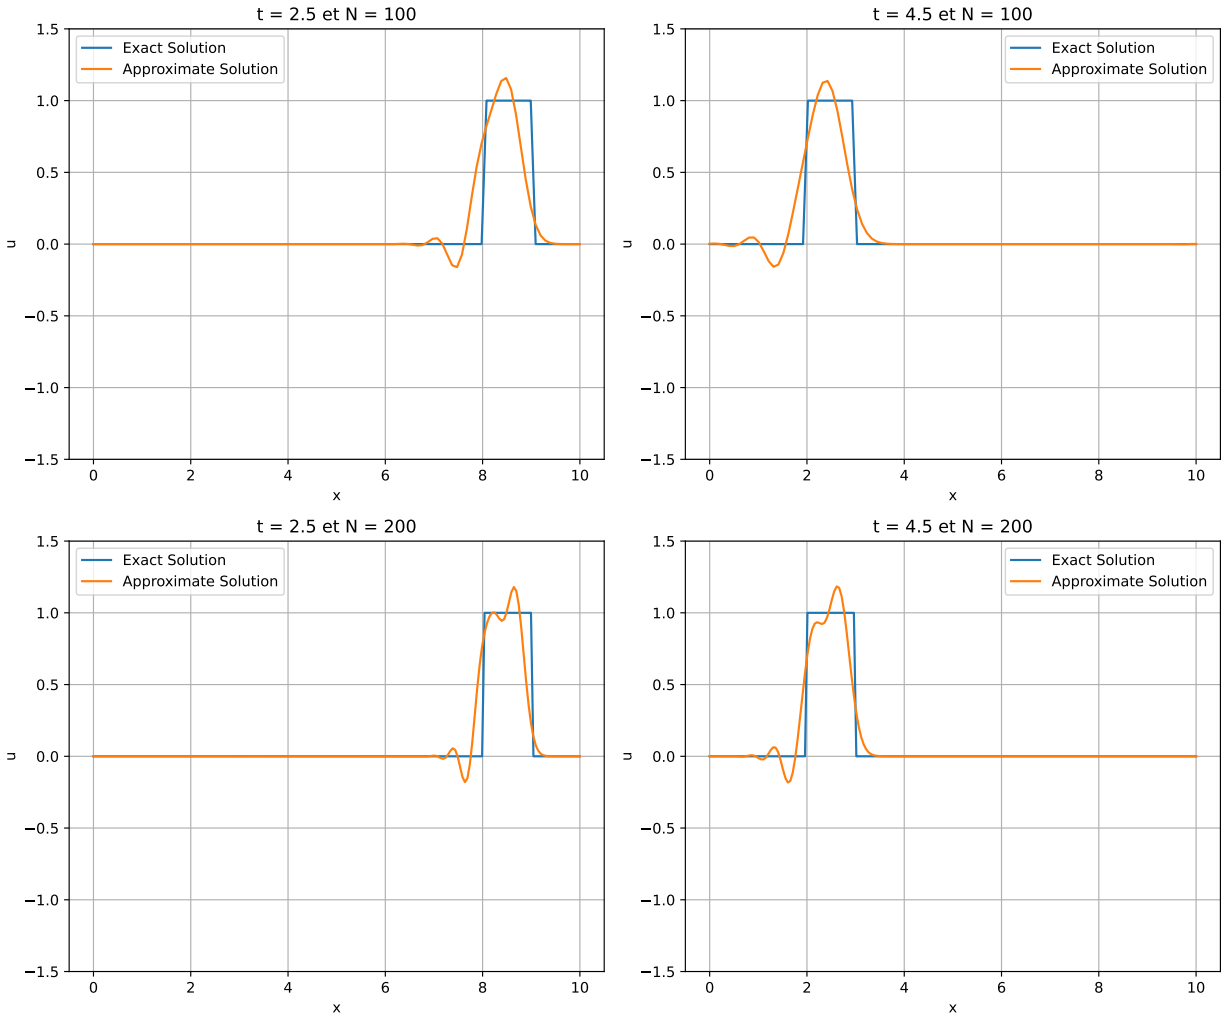 t = 2.5 et N = 100
1.5
1.0
0.5
0.0
−0.5
−1.0
−1.5
u
Exact Solution
Approximate Solution
0 2 4 6 8 10
x
t = 4.5 et N = 100
1.5
1.0
0.5
0.0
−0.5
−1.0
−1.5
u
Exact Solution
Approximate Solution
0 2 4 6 8 10
x
t = 2.5 et N = 200
1.5
1.0
0.5
0.0
−0.5
−1.0
−1.5
u
Exact Solution
Approximate Solution
0 2 4 6 8 10
x
t = 4.5 et N = 200
1.5
1.0
0.5
0.0
−0.5
−1.0
−1.5
u
Exact Solution
Approximate Solution
0 2 4 6 8 10
x